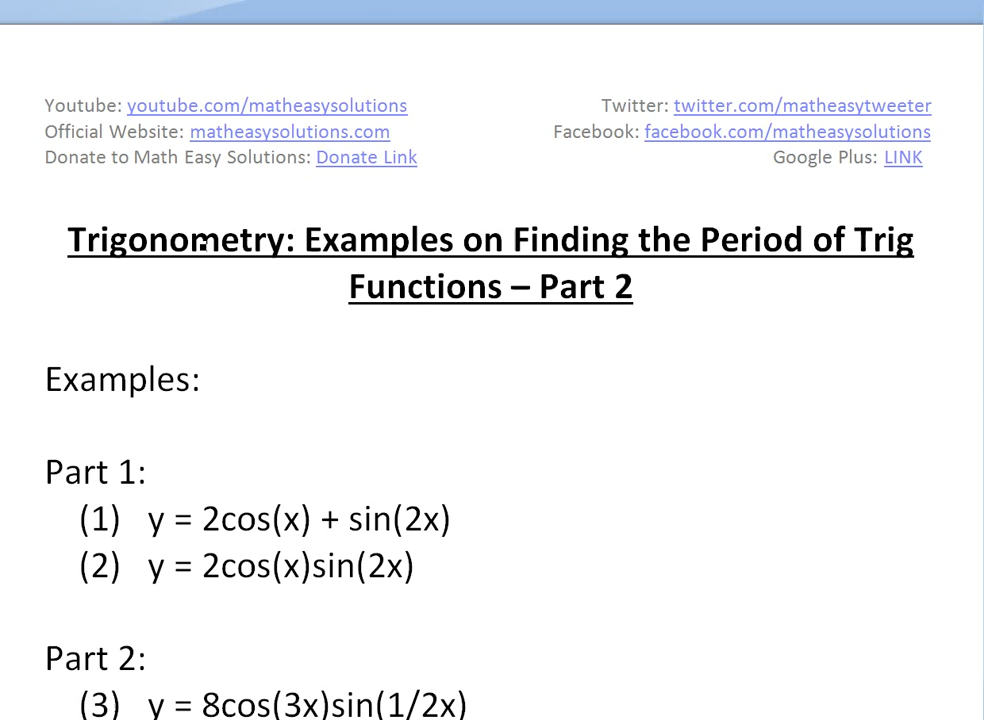 Youtube: youtube.com/matheasysolutions
Twitter: twitter.com/matheasytweeter
Official Website: matheasysolutions.com
Facebook: facebook.com/matheasysolutions
Donate to Math Easy Solutions: Donate Link
Google Plus: LINK
Trigonometry: Examples on Finding the Period of Trig
Functions – Part 2
Examples:
Part 1:
(1) y = 2cos(x) + sin(2x)
(2) y = 2cos(x)sin(2x)
Part 2:
(3) y = 8cos(3x)sin(1/2x)